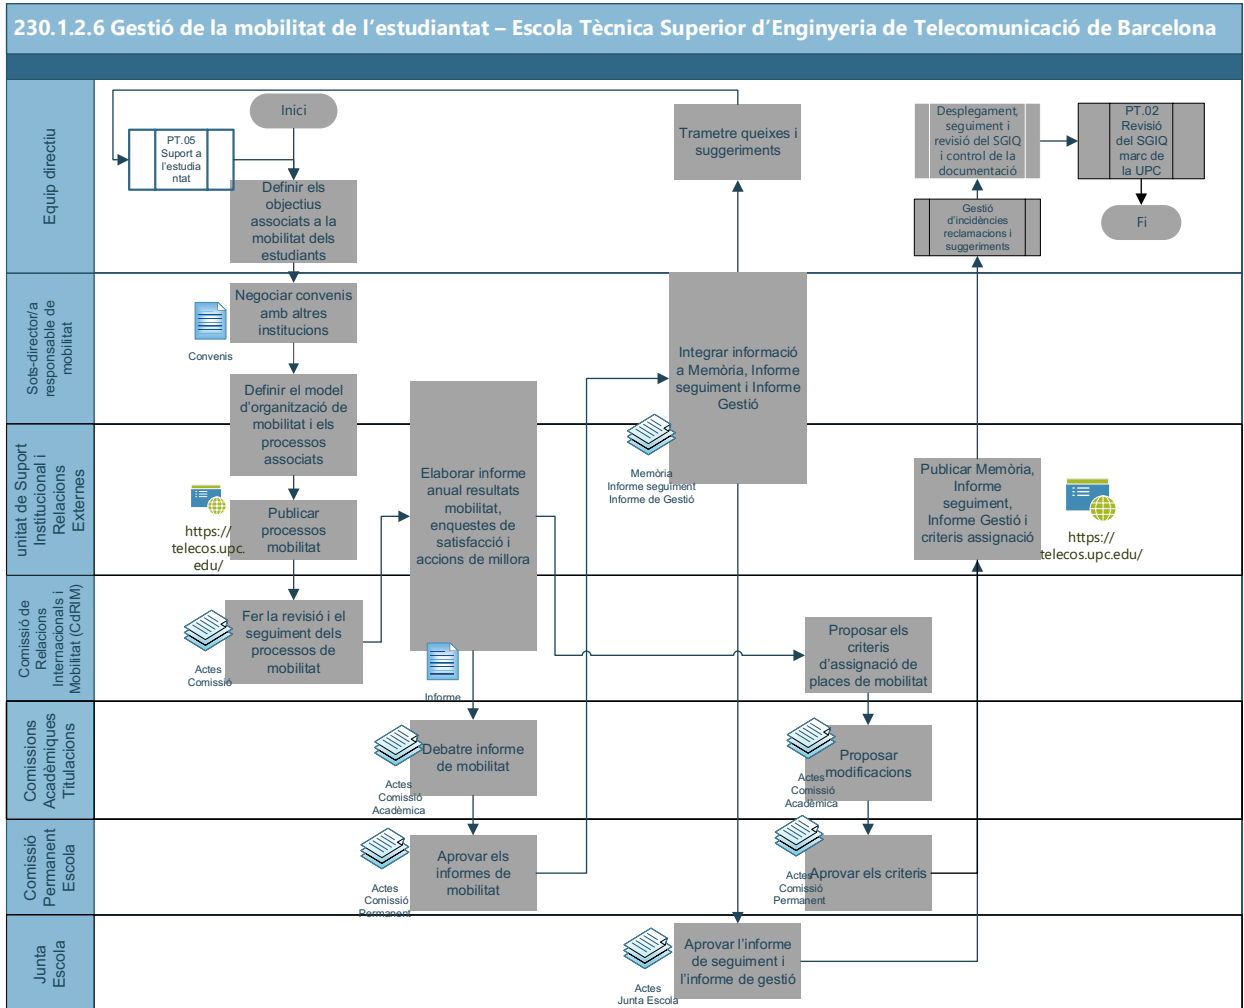 230.1.2.6 Gestió de la mobilitat de l’estudiantat – Escola Tècnica Superior d’Enginyeria de Telecomunicació de Barcelona
Equip directiu
Inici
PT.05
Suport a
l’estudia
ntat
Definir els
objectius
associats a la
mobilitat dels
estudiants
Trametre queixes i
suggeriments
Desplegament,
seguiment i
revisió del SGIQ
i control de la
documentació
PT.02
Revisió
del SGIQ
marc de
la UPC
Gestió
d’incidències
reclamacions i
suggeriments
Fi
Sots-director/a
responsable de
mobilitat
Negociar convenis
amb altres
institucions
Convenis
Definir el model
d’organització de
mobilitat i els
processos
associats
Integrar informació
a Memòria, Informe
seguiment i Informe
Gestió
Memòria
Informe seguiment
Informe de Gestió
unitat de Suport
Institucional i
Relacions
Externes
https://
telecos.upc.
edu/
Publicar
processos
mobilitat
Elaborar informe
anual resultats
mobilitat,
enquestes de
satisfacció i
accions de millora
Publicar Memòria,
Informe
seguiment,
Informe Gestió i
criteris assignació
https://
telecos.upc.edu/
Comissió de
Relacions
Internacionals i
Mobilitat (CdRIM)
Actes
Comissió
Fer la revisió i el
seguiment dels
processos de
mobilitat
Informe
Proposar els
criteris
d’assignació de
places de mobilitat
Comissions
Acadèmiques
Titulacions
Debatre informe
de mobilitat
Actes
Comissió
Acadèmica
Proposar
modificacions
Actes
Comissió
Acadèmica
Comissió
Permanent
Escola
Aprovar els
informes de
mobilitat
Actes
Comissió
Permanent
Aprovar els criteris
Actes
Comissió
Permanent
Junta
Escola
Actes
Junta Escola
Aprovar l’informe
de seguiment i
l’informe de gestió